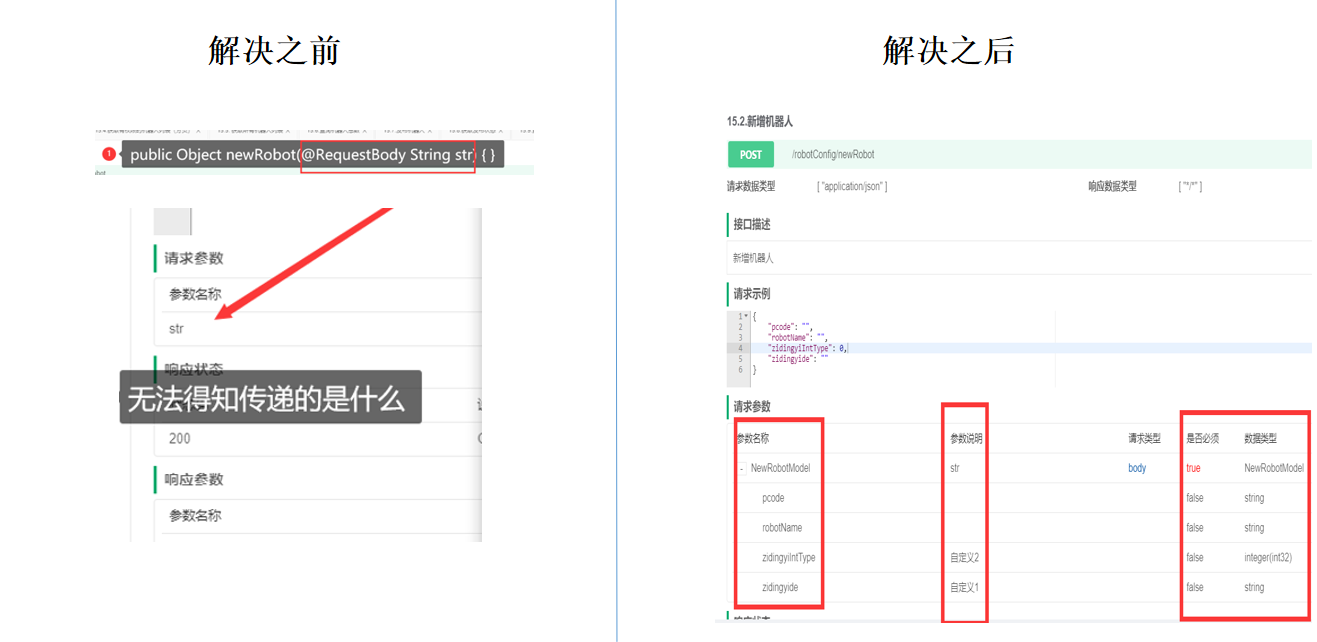 解决之前
1
public Object newRobot(@RequestBody String str) { }
请求参数
参数名称
str
响应状态
无法得知传递的是什么
200
响应参数
参数名称
解决之后
15.2.新增机器人
POST /robotConfig/newRobot
请求数据类型 [ "application/json" ] 响应数据类型 [ "*/*" ]
接口描述
新增机器人
请求示例
1 {
2 "pcode": "",
3 "robotName": "",
4 "zidingyiIntType": 0,
5 "zidingyide": ""
6 }
请求参数
参数名称 参数说明 请求类型 是否必须 数据类型
- NewRobotModel str body true NewRobotModel
pcode false string
robotName false string
zidingyiIntType 自定义2 false integer(int32)
zidingyide 自定义1 false string